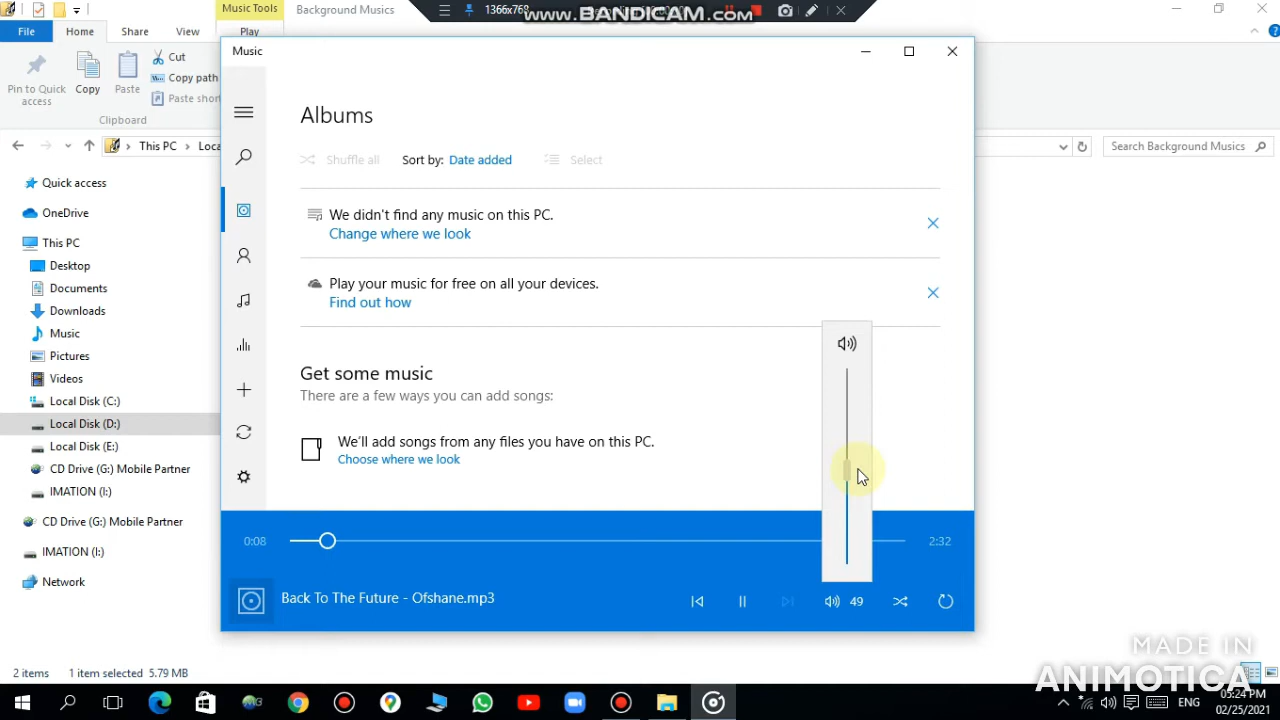 Music Tools
Background Music
1366x768
www.BANDICAM.com
File
Home
Share
View
Play
Pin to Quick access
Copy
Paste
Cut
Copy path
Paste short
Clipboard
This PC
Loca
Search Background Music
Quick access
OneDrive
This PC
Desktop
Documents
Downloads
Music
Pictures
Videos
Local Disk (C:)
Local Disk (D:)
Local Disk (E:)
CD Drive (G:) Mobile Partner
IMATION (I:)
CD Drive (G:) Mobile Partner
IMATION (I:)
Network
Music
Albums
Shuffle all
Sort by: Date added
Select
We didn't find any music on this PC.
Change where we look
Play your music for free on all your devices.
Find out how
Get some music
There are a few ways you can add songs:
We'll add songs from any files you have on this PC.
Choose where we look
0:08
2:32
Back To The Future - Ofshane.mp3
49
2 items
1 item selected 5.79 MB
MADE IN
ANIMOTICA
ENG
05:24 PM
02/25/2021